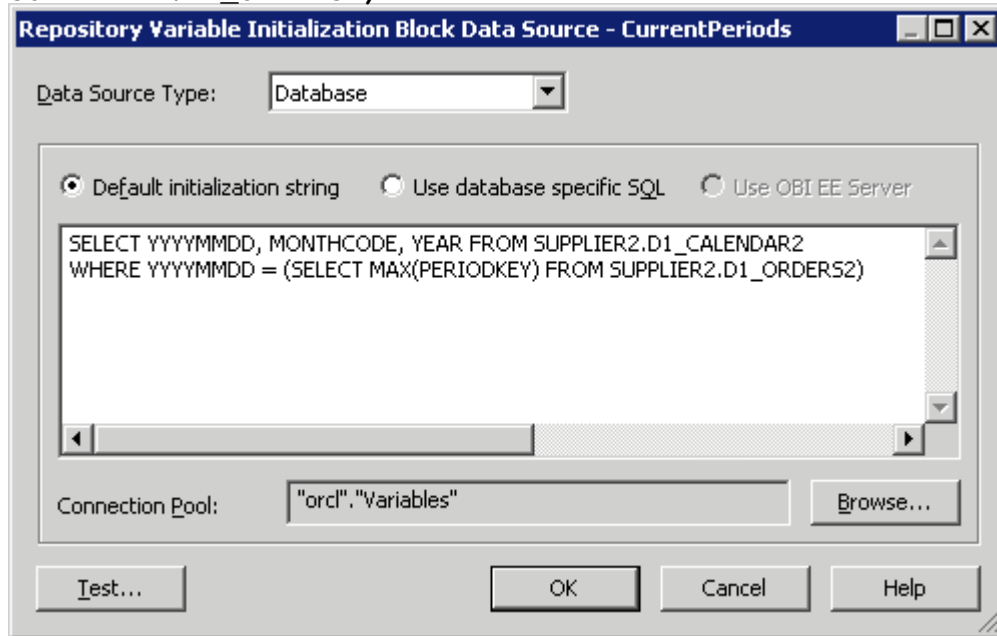 Repository Variable Initialization Block Data Source - CurrentPeriods
Data Source Type: Database
Default initialization string Use database specific SQL Use OBI EE Server
SELECT YYYYMMDD, MONTHCODE, YEAR FROM SUPPLIER2.D1_CALENDAR2
WHERE YYYYMMDD = (SELECT MAX(PERIODKEY) FROM SUPPLIER2.D1_ORDERS2)
Connection Pool: "orcl"."Variables" Browse...
Test... OK Cancel Help